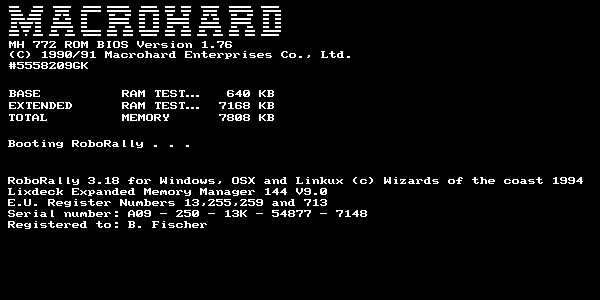 MACROHARD
MH 772 ROM BIOS Version 1.76
(C) 1990/91 Macrohard Enterprises Co., Ltd.
#5558209GK
BASE RAM TEST... 640 KB
EXTENDED RAM TEST... 7168 KB
TOTAL MEMORY 7808 KB
Booting RoboRally . . .
RoboRally 3.18 for Windows, OSX and Linkux (c) Wizards of the coast 1994
Lixdeck Expanded Memory Manager 144 V9.0
E.U. Register Numbers 13,255,259 and 713
Serial number: A09 - 250 - 13K - 54877 - 7148
Registered to: B. Fischer